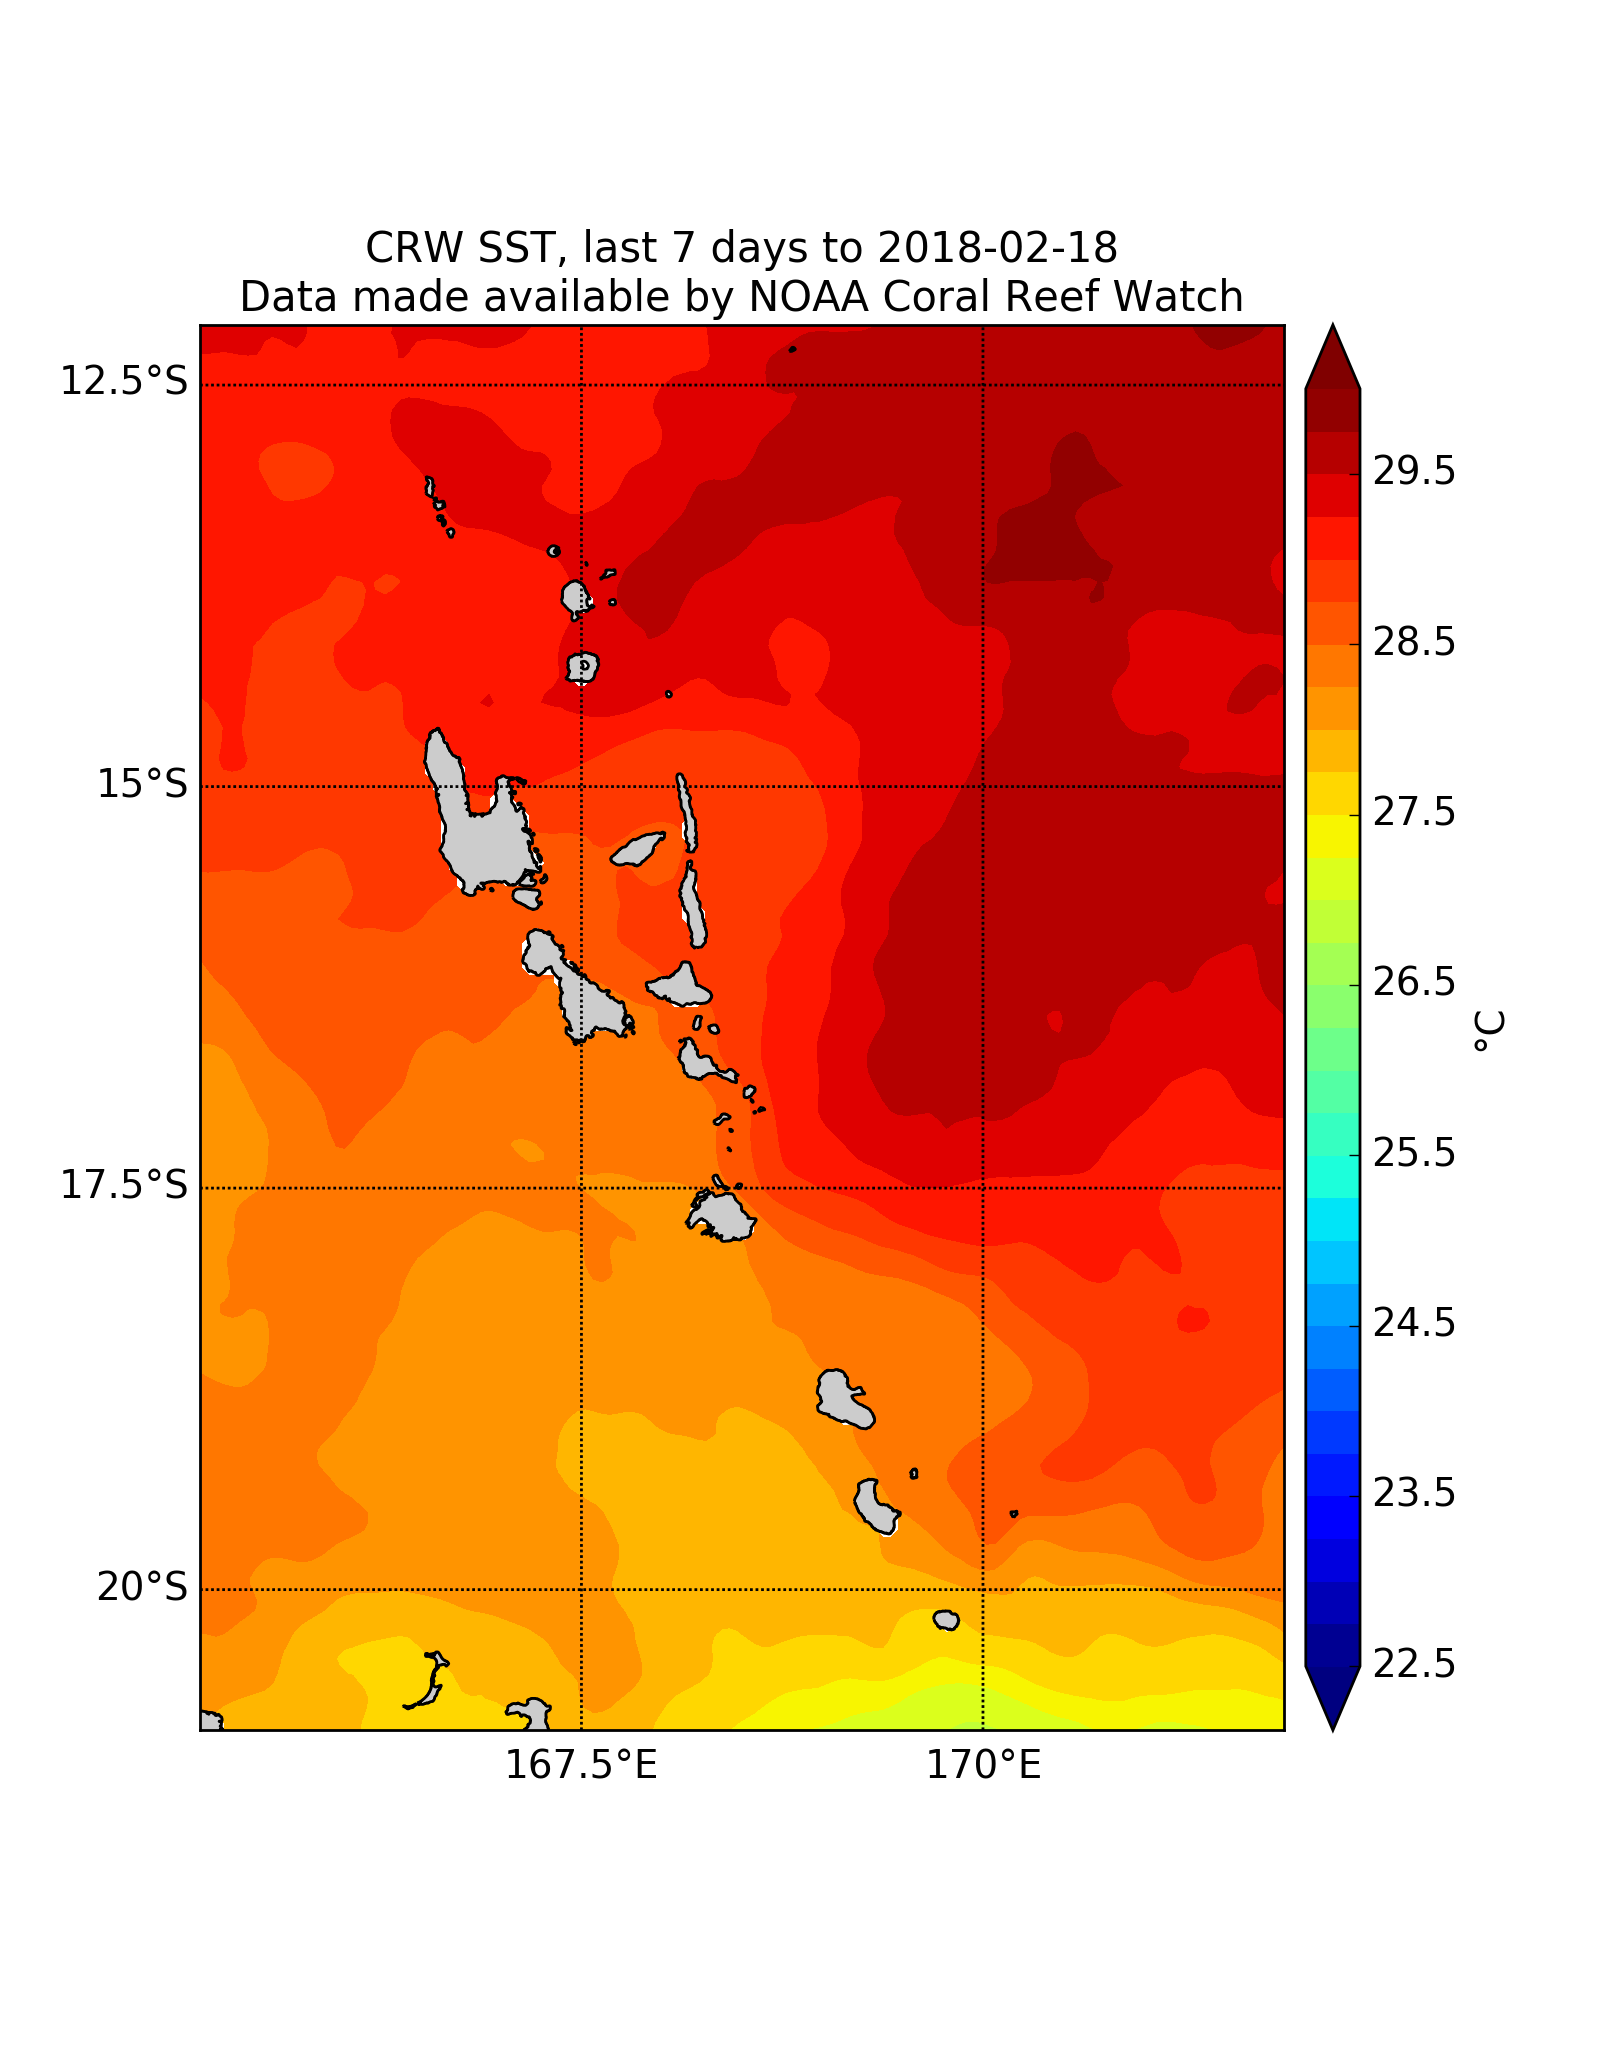 CRW SST, last 7 days to 2018-02-18
Data made available by NOAA Coral Reef Watch
12.5°S
15°S
17.5°S
20°S
167.5°E
170°E
29.5
28.5
27.5
26.5
25.5
24.5
23.5
22.5
°C